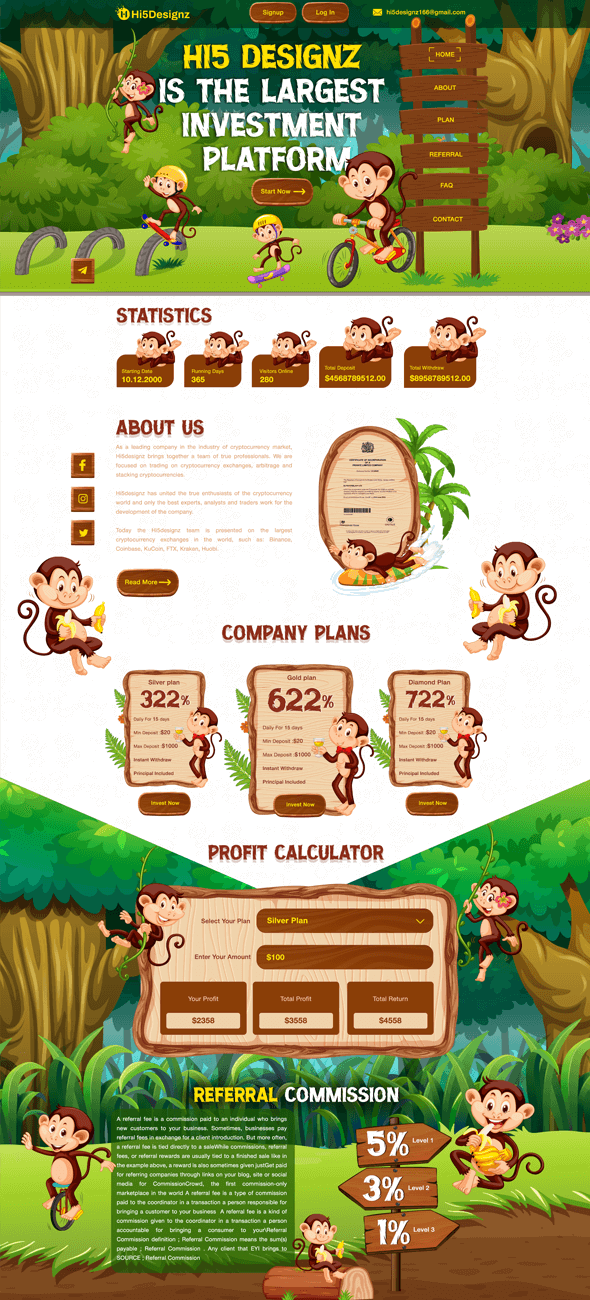 Hi5Designz
Signup
Log In
hi5designz166@gmail.com
HI5 DESIGNZ
IS THE LARGEST
INVESTMENT
PLATFORM
Start Now
HOME
ABOUT
PLAN
REFERRAL
FAQ
CONTACT
STATISTICS
Starting Date
10.12.2000
Running Days
365
Visitors Online
280
Total Deposit
$4568789512.00
Total Withdraw
$8958789512.00
ABOUT US
As a leading company in the industry of cryptocurrency market,
Hi5designz brings together a team of true professionals. We are
focused on trading on cryptocurrency exchanges, arbitrage and
stacking cryptocurrencies.
Hi5designz has united the true enthusiasts of the cryptocurrency
world and only the best experts, analysts and traders work for the
development of the company.
Today the Hi5designz team is presented on the largest
cryptocurrency exchanges in the world, such as: Binance,
Coinbase, KuCoin, FTX, Kraken, Huobi.
Read More
COMPANY PLANS
Silver plan
322%
Daily For 15 days
Min Deposit :$20
Max Deposit :$1000
Instant Withdraw
Principal Included
Invest Now
Gold plan
622%
Daily For 15 days
Min Deposit :$20
Max Deposit :$1000
Instant Withdraw
Principal Included
Invest Now
Diamond Plan
722%
Daily For 15 days
Min Deposit :$20
Max Deposit :$1000
Instant Withdraw
Principal Included
Invest Now
PROFIT CALCULATOR
Select Your Plan
Silver Plan
Enter Your Amount
$100
Your Profit
$2358
Total Profit
$3558
Total Return
$4558
REFERRAL COMMISSION
A referral fee is a commission paid to an individual who brings
new customers to your business. Sometimes, businesses pay
referral fees in exchange for a client introduction. But more often,
a referral fee is tied directly to a saleWhile commissions, referral
fees, or referral rewards are usually tied to a finished sale like in
the example above, a reward is also sometimes given justGet paid
for referring companies through links on your blog, site or social
media for CommissionCrowd, the first commission-only
marketplace in the world A referral fee is a type of commission
paid to the coordinator in a transaction a person responsible for
bringing a customer to your business A referral fee is a kind of
commission given to the coordinator in a transaction a person
accountable for bringing a consumer to your\Referral
Commission definition ; Referral Commission means the sum(s)
payable ; Referral Commission . Any client that EYI brings to
SOURCE ; Referral Commission
5%
Level 1
3%
Level 2
1%
Level 3